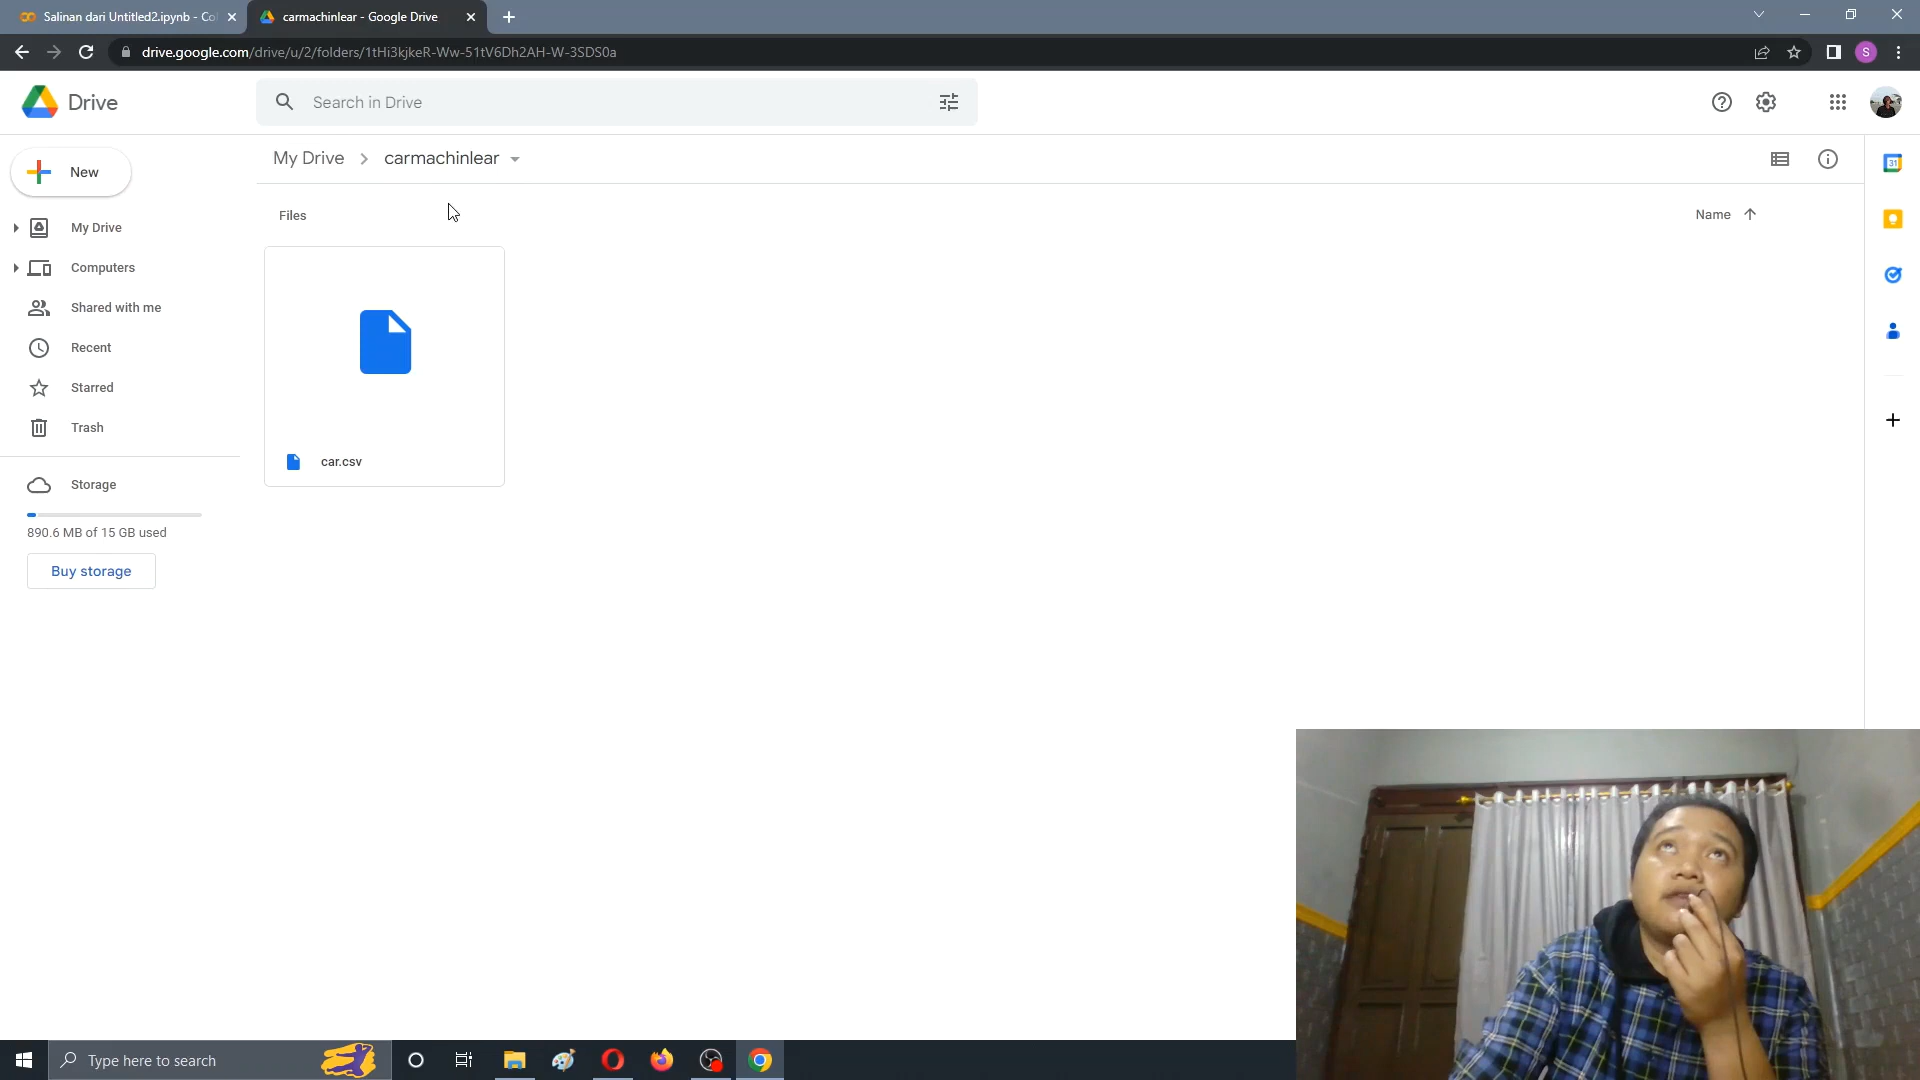 Salinan dari Untitled2.ipynb - Co
carmachinlear - Google Drive
drive.google.com/drive/u/2/folders/1tHi3kjkeR-Ww-51tV6Dh2AH-W-3SDS0a
S
Drive
Search in Drive
New
My Drive
Computers
Shared with me
Recent
Starred
Trash
Storage
890.6 MB of 15 GB used
Buy storage
My Drive
carmachinlear
Files
Name
car.csv
31
Type here to search